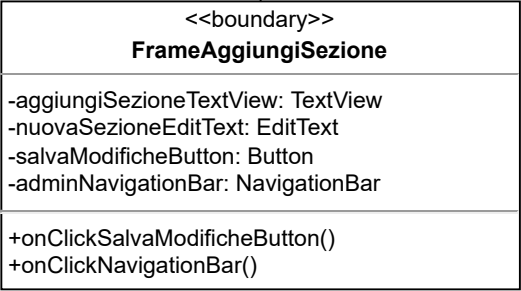 <<boundary>>
FrameAggiungiSezione
-aggiungiSezioneTextView: TextView
-nuovaSezioneEditText: EditText
-salvaModificheButton: Button
-adminNavigationBar: NavigationBar
+onClickSalvaModificheButton()
+onClickNavigationBar()